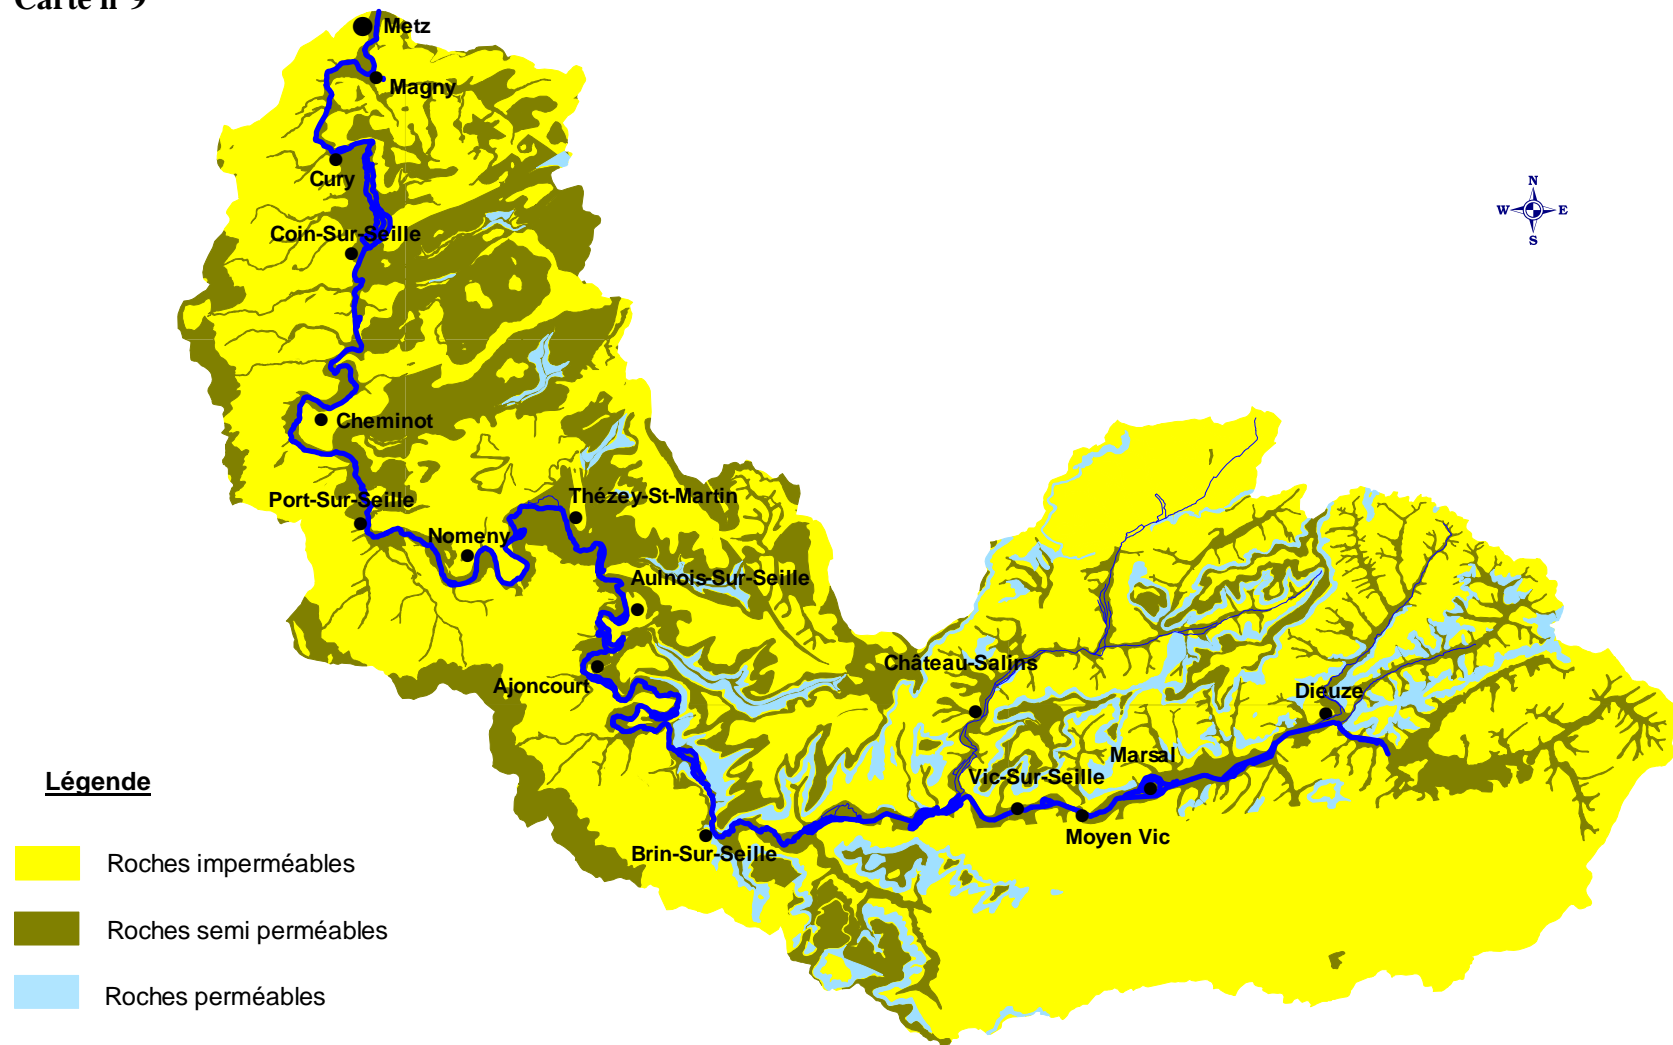 Carte n°9
Metz
Magny
Cury
Coin-Sur-Seille
Cheminot
Port-Sur-Seille
Thézey-St-Martin
Nomeny
Aulnois-Sur-Seille
Ajoncourt
Château-Salins
Dieuze
Marsal
Vic-Sur-Seille
Moyen Vic
Brin-Sur-Seille
N
W E
S
Légende
Roches imperméables
Roches semi perméables
Roches perméables